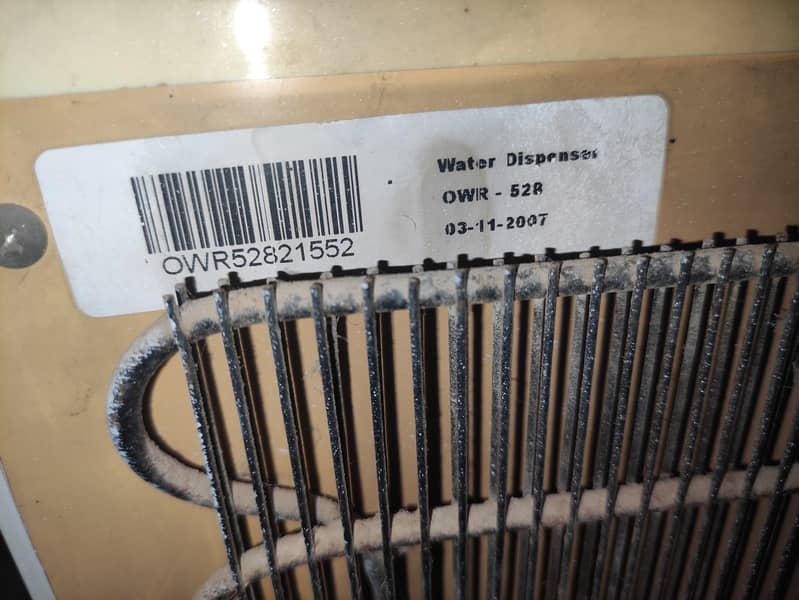 OWR52821552
Water Dispenser
OWR - 528
03-11-2007